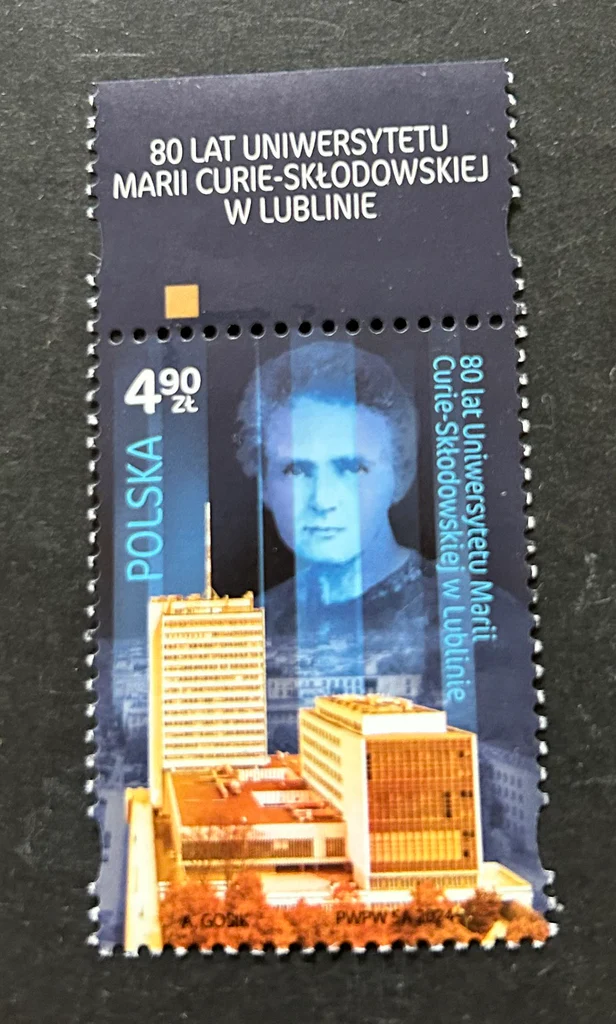 80 LAT UNIWERSYTETU
MARII CURIE-SKŁODOWSKIEJ
W LUBLINIE
4,90
ZŁ
POLSKA
80 lat Uniwersytetu Marii
Curie-Skłodowskiej w Lublinie
A. GOSIK
PWPW SA 2024